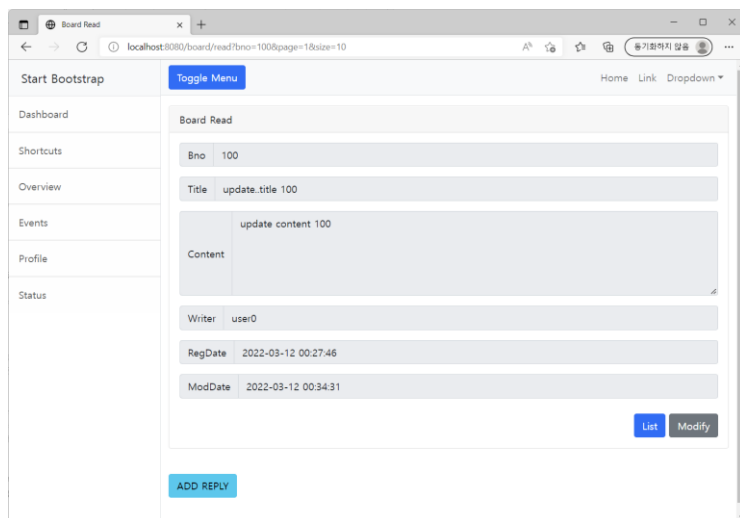 Board Read
localhost:8080/board/read?bno=100&page=1&size=10
동기화하지 않음
Start Bootstrap
Toggle Menu
Home Link Dropdown
Dashboard
Shortcuts
Overview
Events
Profile
Status
Board Read
Bno 100
Title update..title 100
Content update content 100
Writer user0
RegDate 2022-03-12 00:27:46
ModDate 2022-03-12 00:34:31
List Modify
ADD REPLY